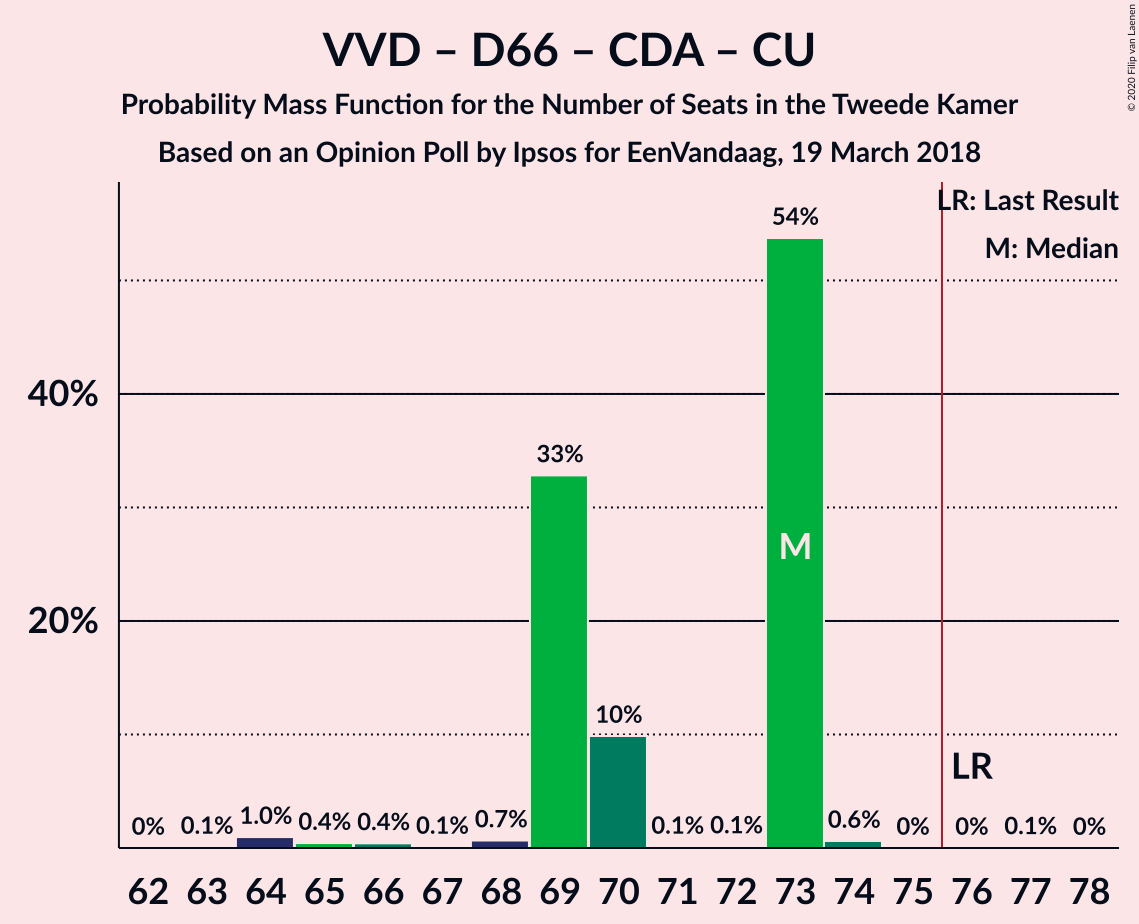 VVD – D66 – CDA – CU
Probability Mass Function for the Number of Seats in the Tweede Kamer
Based on an Opinion Poll by Ipsos for EenVandaag, 19 March 2018
© 2020 Filip van Laenen
LR: Last Result
M: Median
40%
20%
0% 0.1% 1.0% 0.4% 0.4% 0.1% 0.7% 33% 10% 0.1% 0.1% 54% 0.6% 0% 0% 0.1% 0%
M
LR
62 63 64 65 66 67 68 69 70 71 72 73 74 75 76 77 78